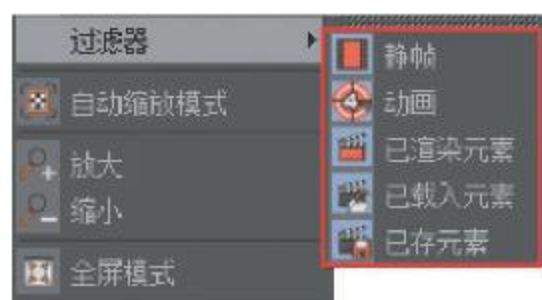 过滤器
自动缩放模式
放大
缩小
全屏模式
静帧
动画
已渲染元素
已载入元素
已存元素